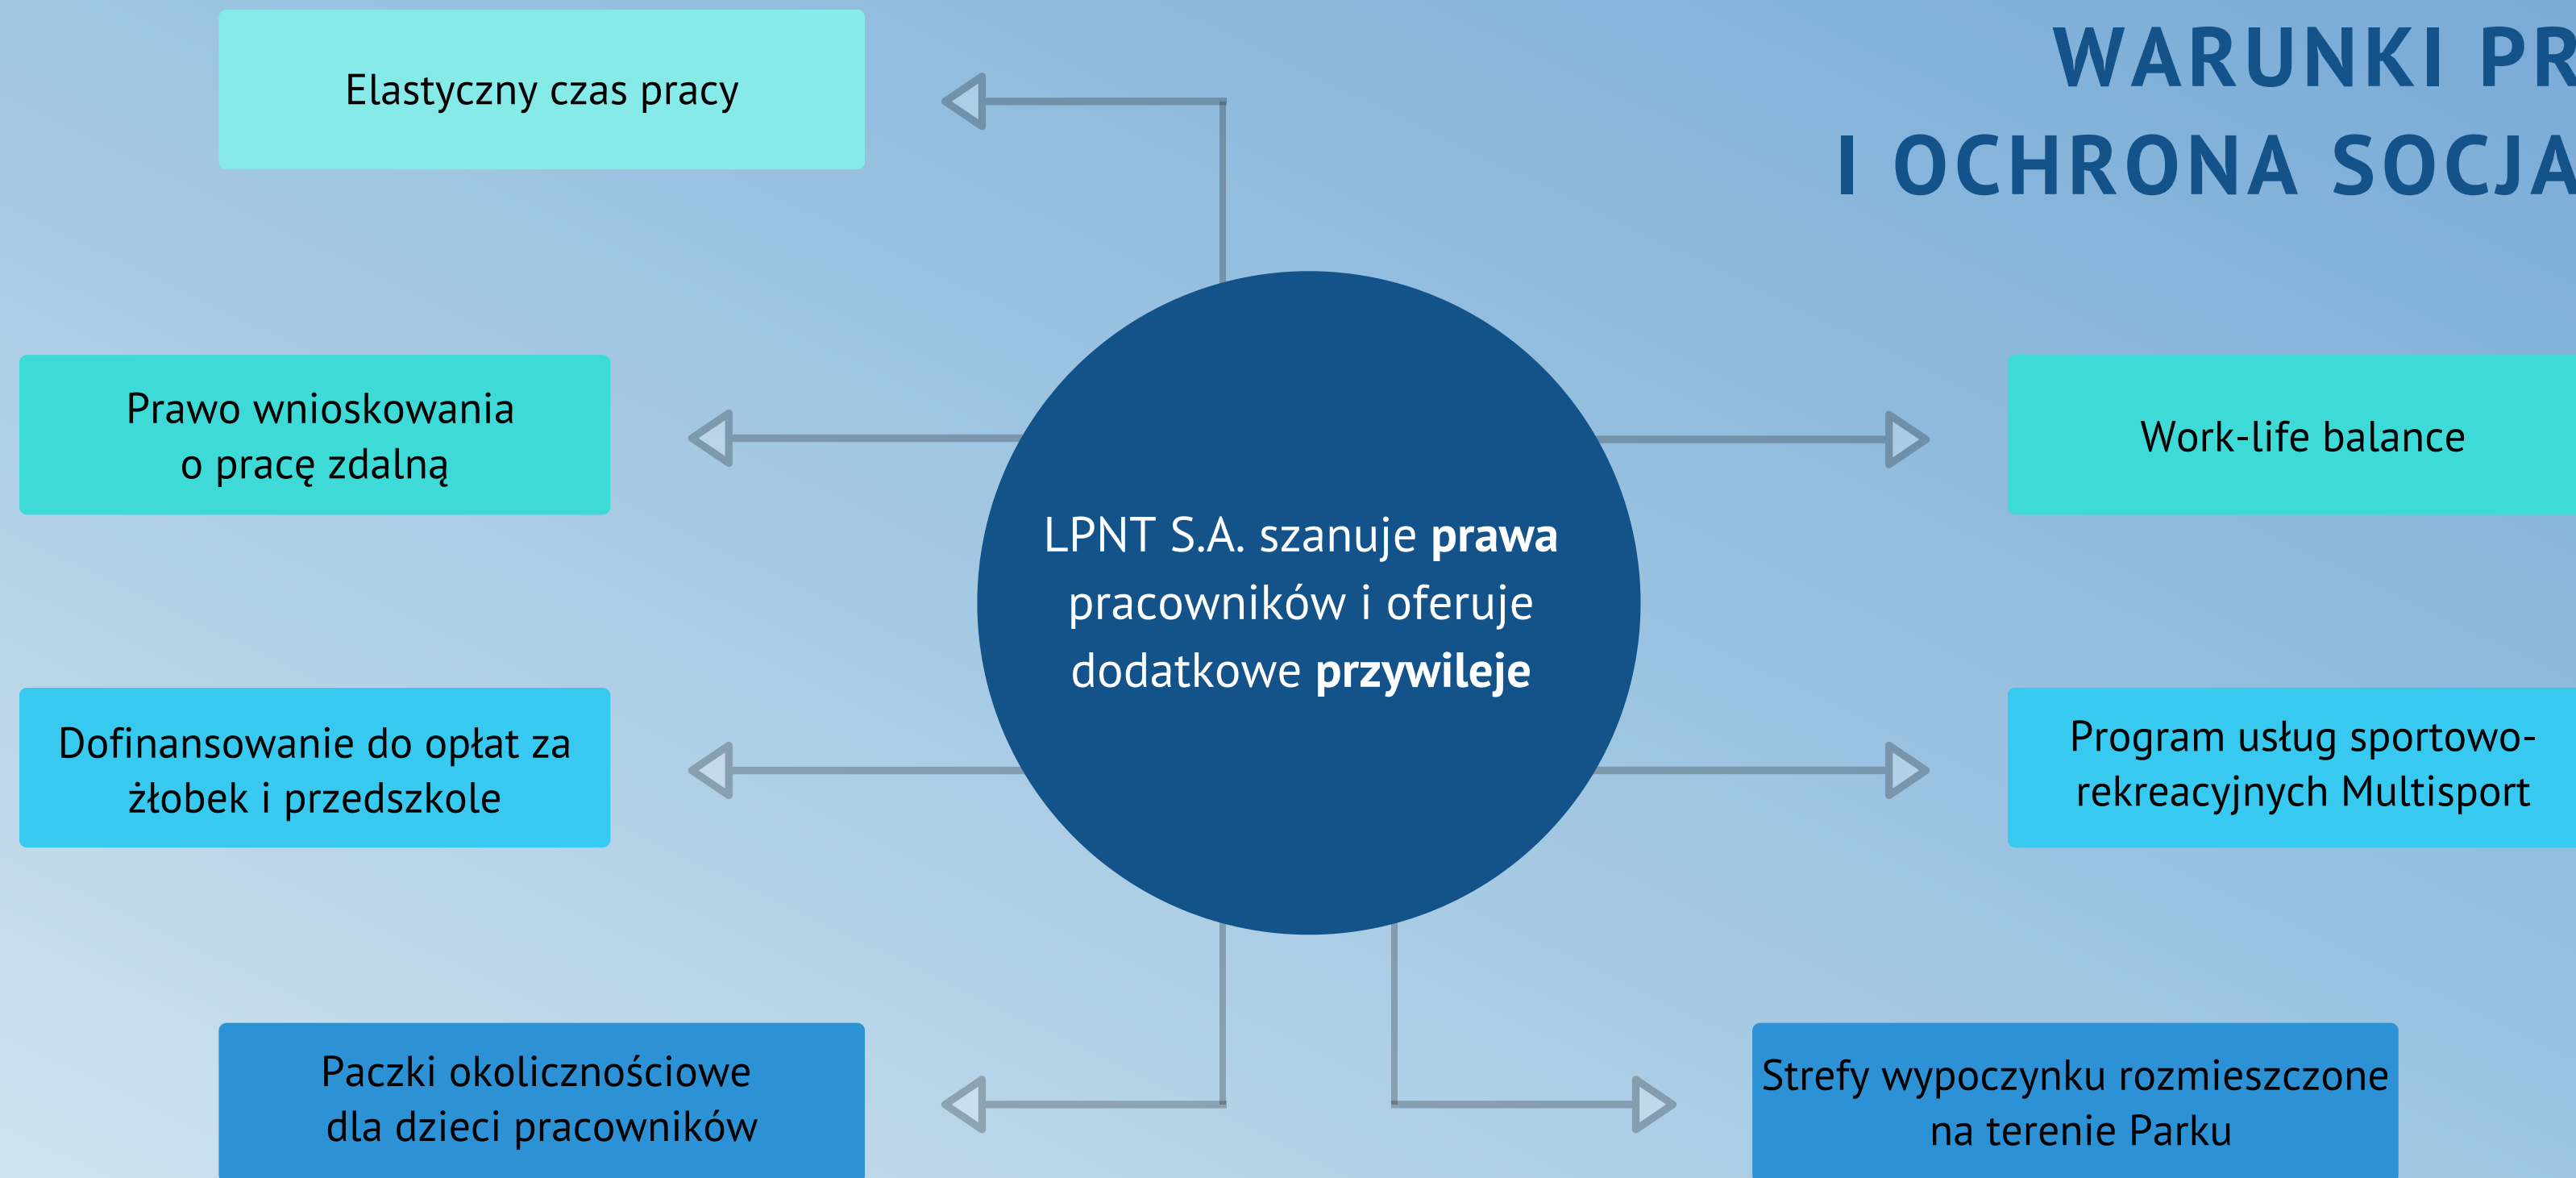 WARUNKI PR
I OCHRONA SOCJA
Elastyczny czas pracy
Prawo wnioskowania
o pracę zdalną
Work-life balance
LPNT S.A. szanuje prawa
pracowników i oferuje
dodatkowe przywileje
Dofinansowanie do opłat za
żłobek i przedszkole
Program usług sportowo-
rekreacyjnych Multisport
Paczki okolicznościowe
dla dzieci pracowników
Strefy wypoczynku rozmieszczone
na terenie Parku